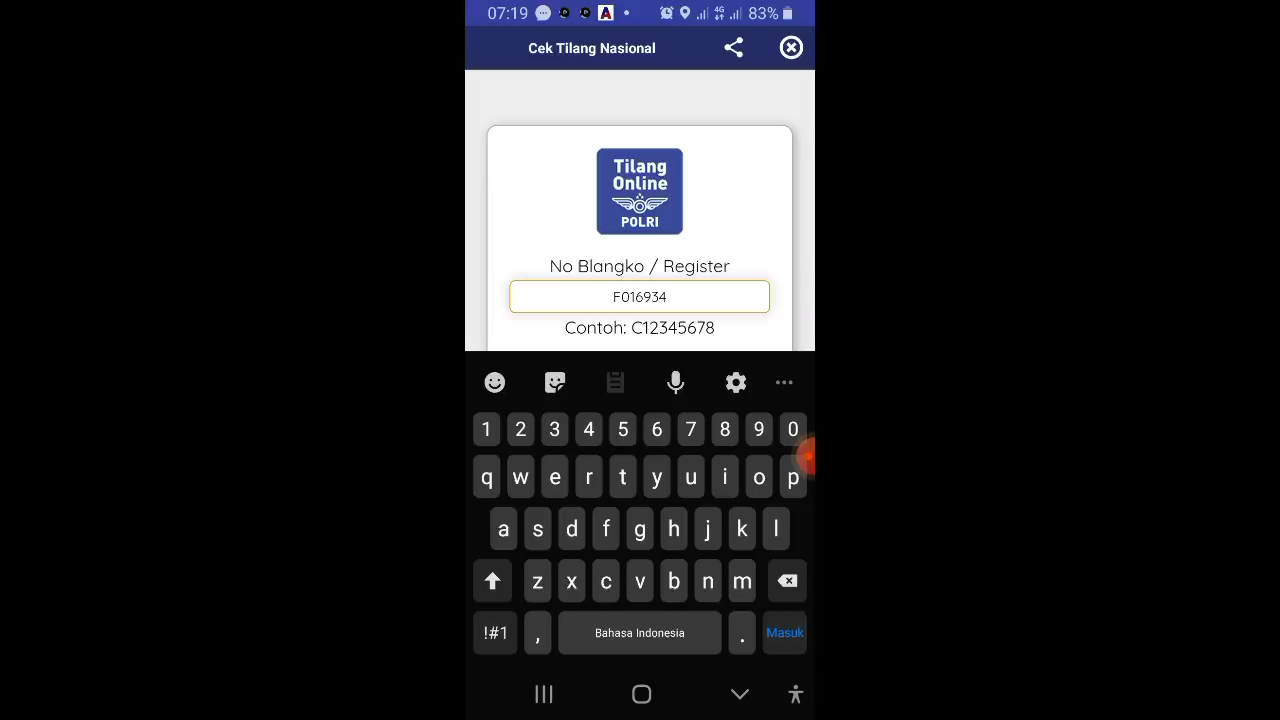 07:19 4G 83%
Cek Tilang Nasional
Tilang
Online
POLRI
No Blangko / Register
F016934
Contoh: C12345678
1 2 3 4 5 6 7 8 9 0
q w e r t y u i o p
a s d f g h j k l
z x c v b n m
!#1 , Bahasa Indonesia . Masuk